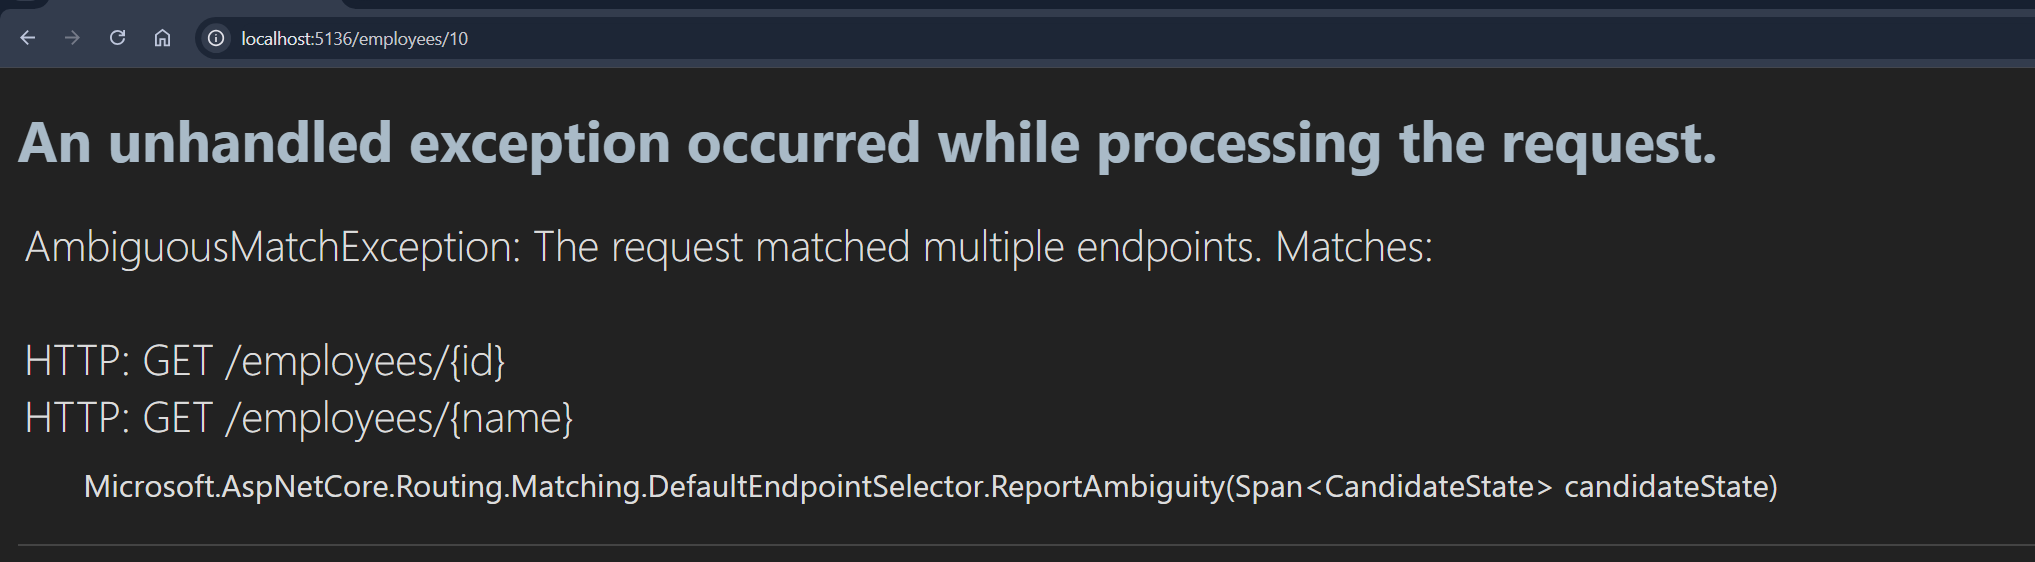 localhost:5136/employees/10
An unhandled exception occurred while processing the request.
AmbiguousMatchException: The request matched multiple endpoints. Matches:
HTTP: GET /employees/{id}
HTTP: GET /employees/{name}
Microsoft.AspNetCore.Routing.Matching.DefaultEndpointSelector.ReportAmbiguity(Span<CandidateState> candidateState)